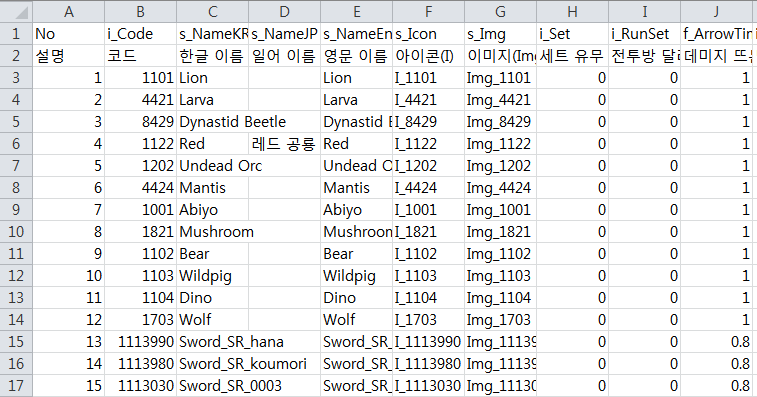 A B C D E F G H I J
1 No i_Code s_NameKR s_NameJP s_NameEn s_Icon s_Img i_Set i_RunSet f_ArrowTim
2 설명 코드 한글 이름 일어 이름 영문 이름 아이콘(I) 이미지(Img 세트 유무 전투방 달리 데미지 뜨는
3 1 1101 Lion Lion I_1101 Img_1101 0 0 1
4 2 4421 Larva Larva I_4421 Img_4421 0 0 1
5 3 8429 Dynastid Beetle Dynastid B I_8429 Img_8429 0 0 1
6 4 1122 Red 레드 공룡 Red I_1122 Img_1122 0 0 1
7 5 1202 Undead Orc Undead O I_1202 Img_1202 0 0 1
8 6 4424 Mantis Mantis I_4424 Img_4424 0 0 1
9 7 1001 Abiyo Abiyo I_1001 Img_1001 0 0 1
10 8 1821 Mushroom Mushroom I_1821 Img_1821 0 0 1
11 9 1102 Bear Bear I_1102 Img_1102 0 0 1
12 10 1103 Wildpig Wildpig I_1103 Img_1103 0 0 1
13 11 1104 Dino Dino I_1104 Img_1104 0 0 1
14 12 1703 Wolf Wolf I_1703 Img_1703 0 0 1
15 13 1113990 Sword_SR_hana Sword_SR_ I_1113990 Img_11139 0 0 0.8
16 14 1113980 Sword_SR_koumori Sword_SR_ I_1113980 Img_11139 0 0 0.8
17 15 1113030 Sword_SR_0003 Sword_SR_ I_1113030 Img_11130 0 0 0.8